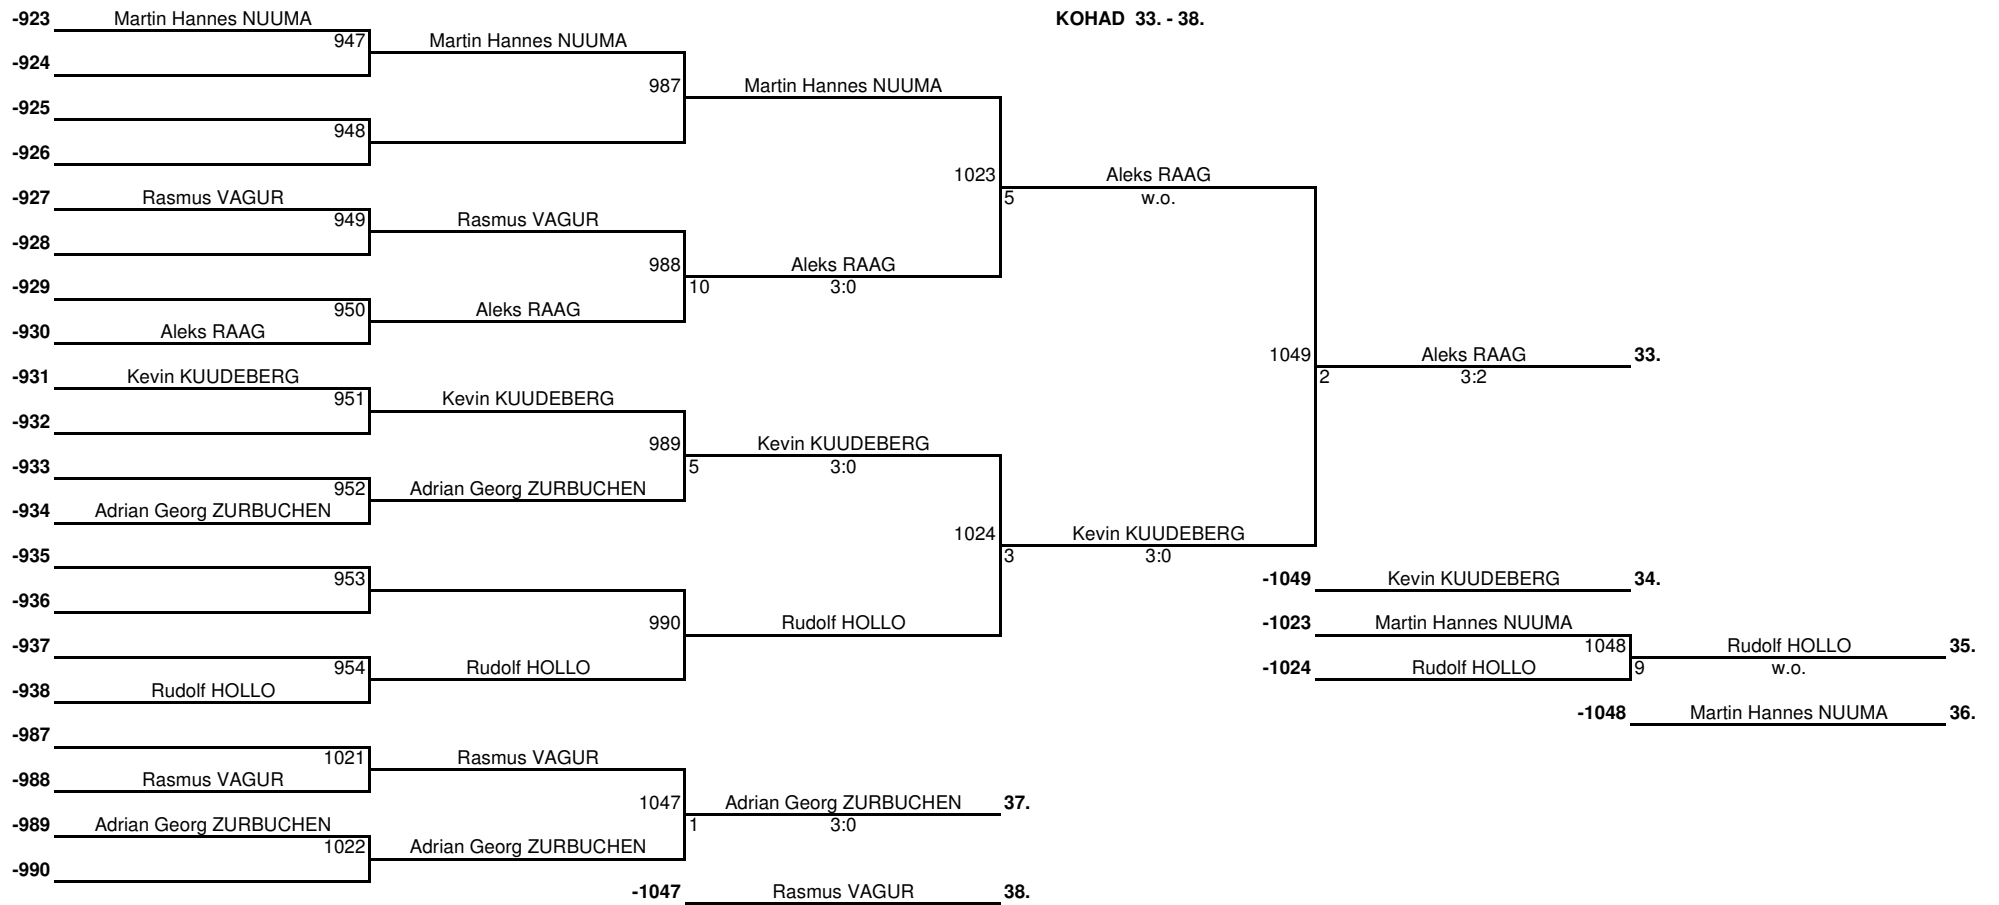 -923 Martin Hannes NUUMA KOHAD 33. - 38.
947 Martin Hannes NUUMA
-924
987 Martin Hannes NUUMA
-925
948
-926
1023 Aleks RAAG
-927 Rasmus VAGUR 5 w.o.
949 Rasmus VAGUR
-928
988 Aleks RAAG
-929 10 3:0
950 Aleks RAAG
-930 Aleks RAAG
1049 Aleks RAAG 33.
-931 Kevin KUUDEBERG 2 3:2
951 Kevin KUUDEBERG
-932
989 Kevin KUUDEBERG
-933 5 3:0
952 Adrian Georg ZURBUCHEN
-934 Adrian Georg ZURBUCHEN
1024 Kevin KUUDEBERG
-935 3 3:0
953 -1049 Kevin KUUDEBERG 34.
-936
990 Rudolf HOLLO -1023 Martin Hannes NUUMA
-937 1048 Rudolf HOLLO 35.
954 Rudolf HOLLO -1024 Rudolf HOLLO 9 w.o.
-938 Rudolf HOLLO
-1048 Martin Hannes NUUMA 36.
-987
1021 Rasmus VAGUR
-988 Rasmus VAGUR
1047 Adrian Georg ZURBUCHEN 37.
-989 Adrian Georg ZURBUCHEN 1 3:0
1022 Adrian Georg ZURBUCHEN
-990
-1047 Rasmus VAGUR 38.